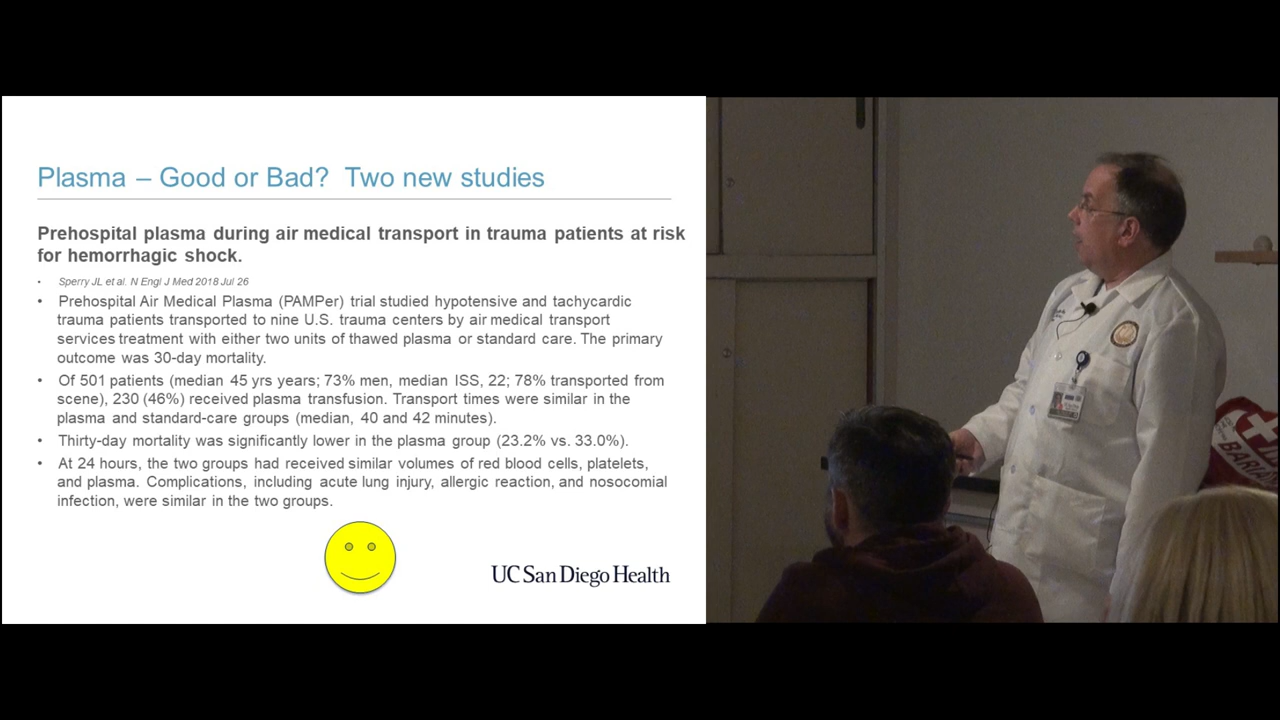 Plasma – Good or Bad?  Two new studies
Prehospital plasma during air medical transport in trauma patients at risk
for hemorrhagic shock.
• Sperry JL et al. N Engl J Med 2018 Jul 26
• Prehospital Air Medical Plasma (PAMPer) trial studied hypotensive and tachycardic
trauma patients transported to nine U.S. trauma centers by air medical transport
services treatment with either two units of thawed plasma or standard care. The primary
outcome was 30-day mortality.
• Of 501 patients (median 45 yrs years; 73% men, median ISS, 22; 78% transported from
scene), 230 (46%) received plasma transfusion. Transport times were similar in the
plasma and standard-care groups (median, 40 and 42 minutes).
• Thirty-day mortality was significantly lower in the plasma group (23.2% vs. 33.0%).
• At 24 hours, the two groups had received similar volumes of red blood cells, platelets,
and plasma. Complications, including acute lung injury, allergic reaction, and nosocomial
infection, were similar in the two groups.
UC San Diego Health